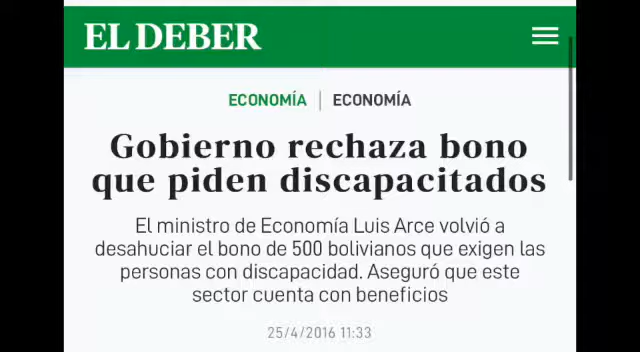 EL DEBER
ECONOMÍA | ECONOMÍA
Gobierno rechaza bono
que piden discapacitados
El ministro de Economía Luis Arce volvió a
desahuciar el bono de 500 bolivianos que exigen las
personas con discapacidad. Aseguró que este
sector cuenta con beneficios
25/4/2016 11:33